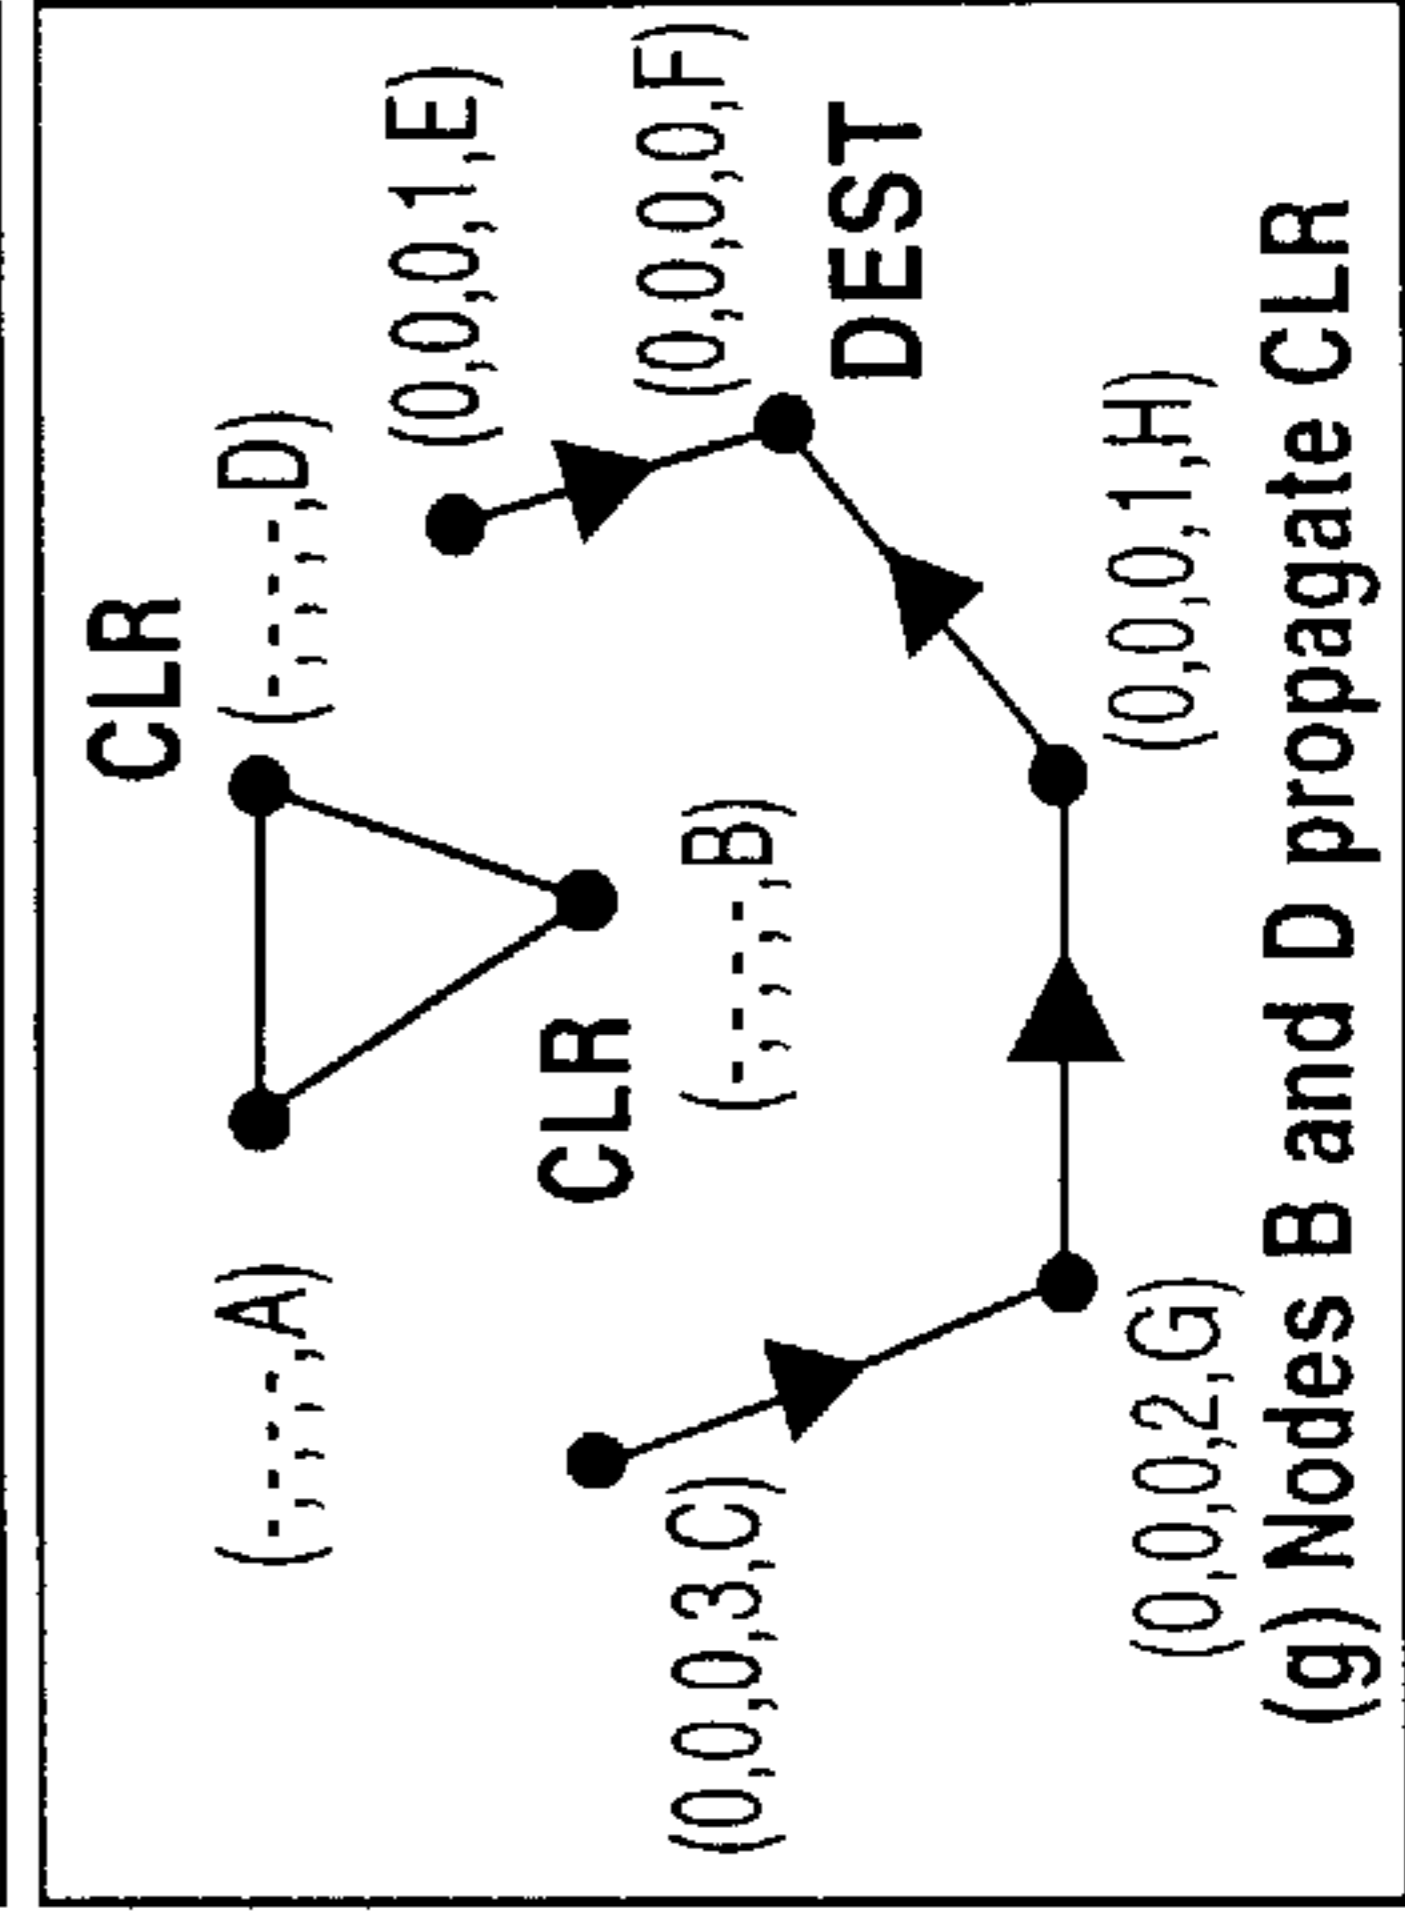 CLR
(-,-,-,-,A)
(-,-,-,-,D)
(0,0,0,1,E)
CLR
(0,0,0,3,C)
(-,-,-,-,B)
(0,0,0,0,F)
DEST
(0,0,0,2,G)
(0,0,0,1,H)
(g) Nodes B and D propagate CLR